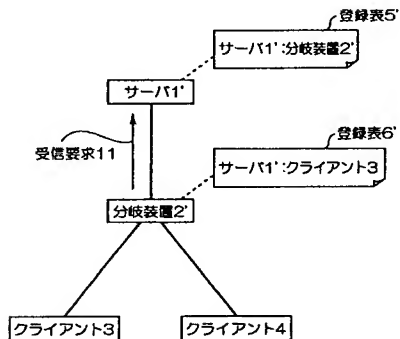 登録表5'
サーバ1':分岐装置2'
サーバ1'
受信要求11
登録表6'
サーバ1':クライアント3
分岐装置2'
クライアント3
クライアント4